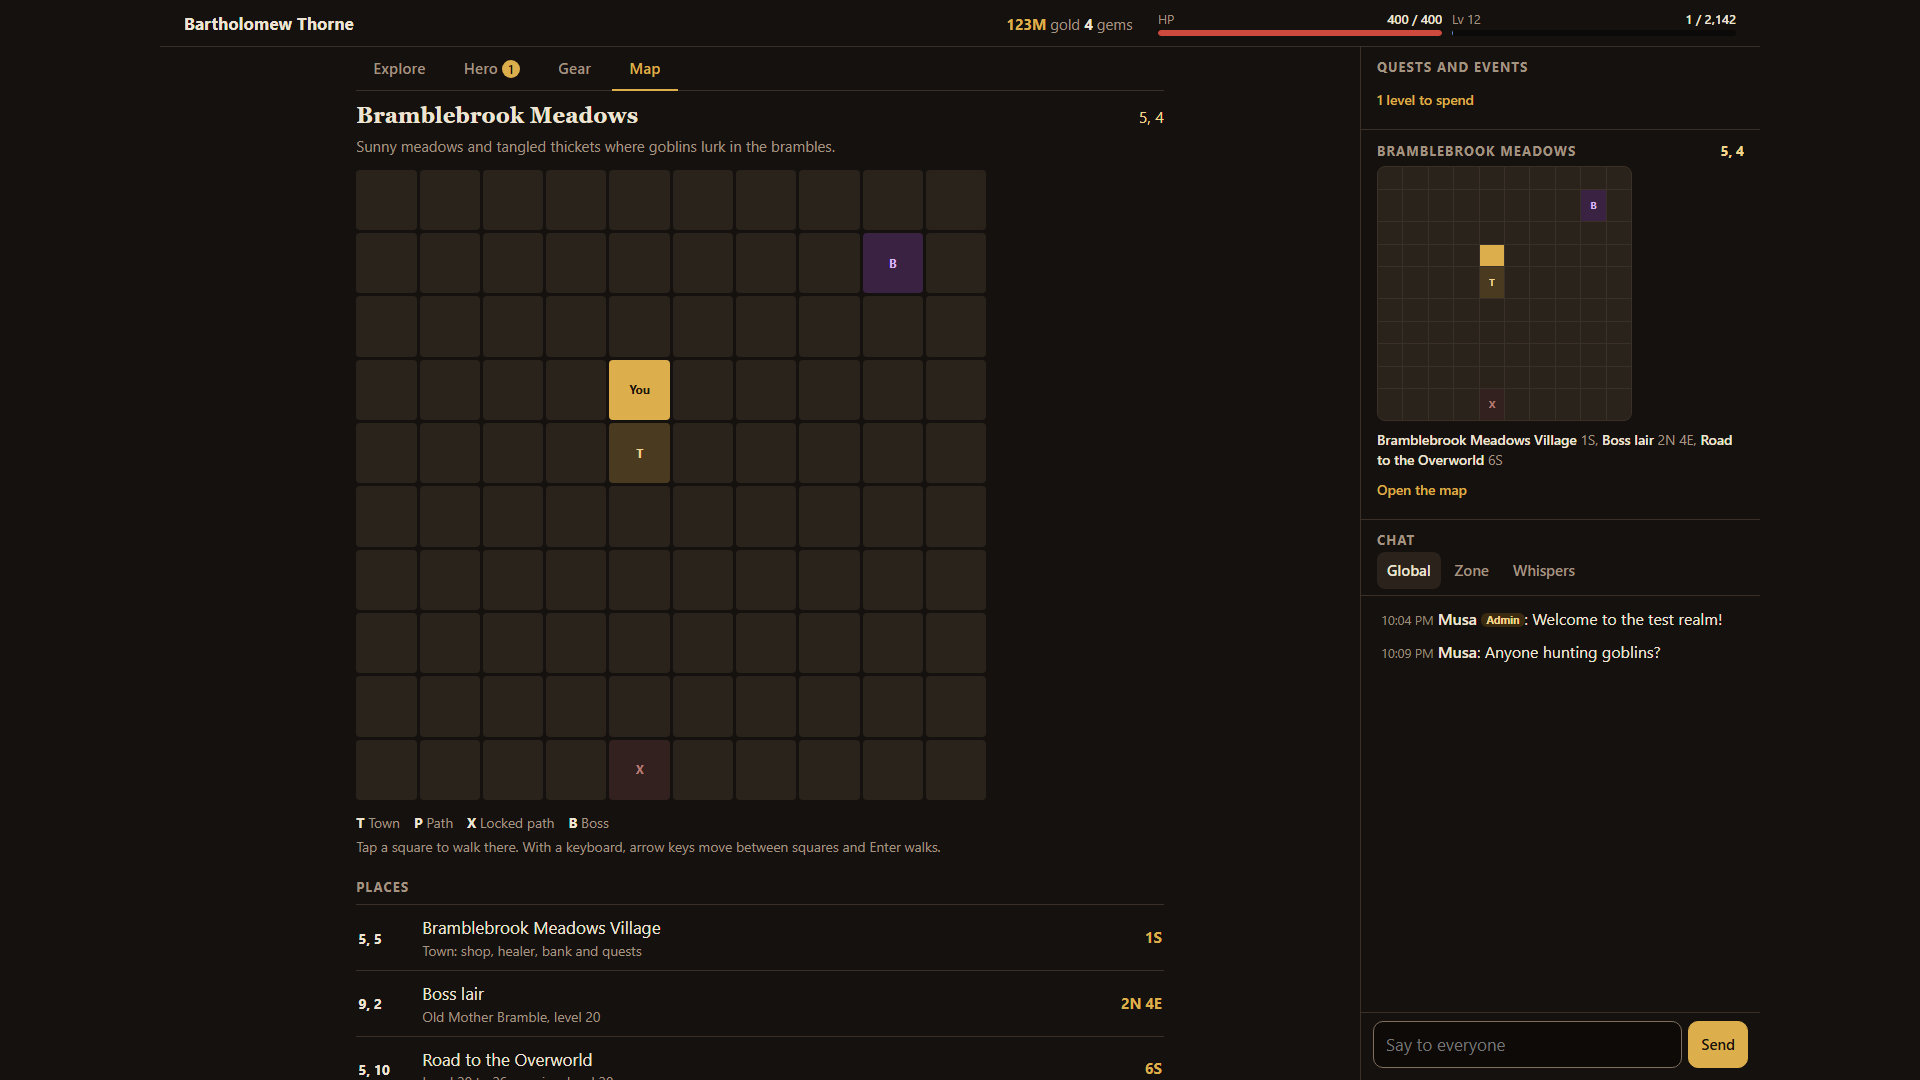 Bartholomew Thorne
123M gold 4 gems
HP 400 / 400
Lv 12 1 / 2,142
Explore Hero 1 Gear Map
Bramblebrook Meadows 5, 4
Sunny meadows and tangled thickets where goblins lurk in the brambles.
B
You
T
X
T Town P Path X Locked path B Boss
Tap a square to walk there. With a keyboard, arrow keys move between squares and Enter walks.
PLACES
5, 5 Bramblebrook Meadows Village 1S
Town: shop, healer, bank and quests
9, 2 Boss lair 2N 4E
Old Mother Bramble, level 20
5, 10 Road to the Overworld 6S
QUESTS AND EVENTS
1 level to spend
BRAMBLEBROOK MEADOWS 5, 4
B
T
X
Bramblebrook Meadows Village 1S, Boss lair 2N 4E, Road
to the Overworld 6S
Open the map
CHAT
Global Zone Whispers
10:04 PM Musa Admin : Welcome to the test realm!
10:09 PM Musa: Anyone hunting goblins?
Say to everyone Send